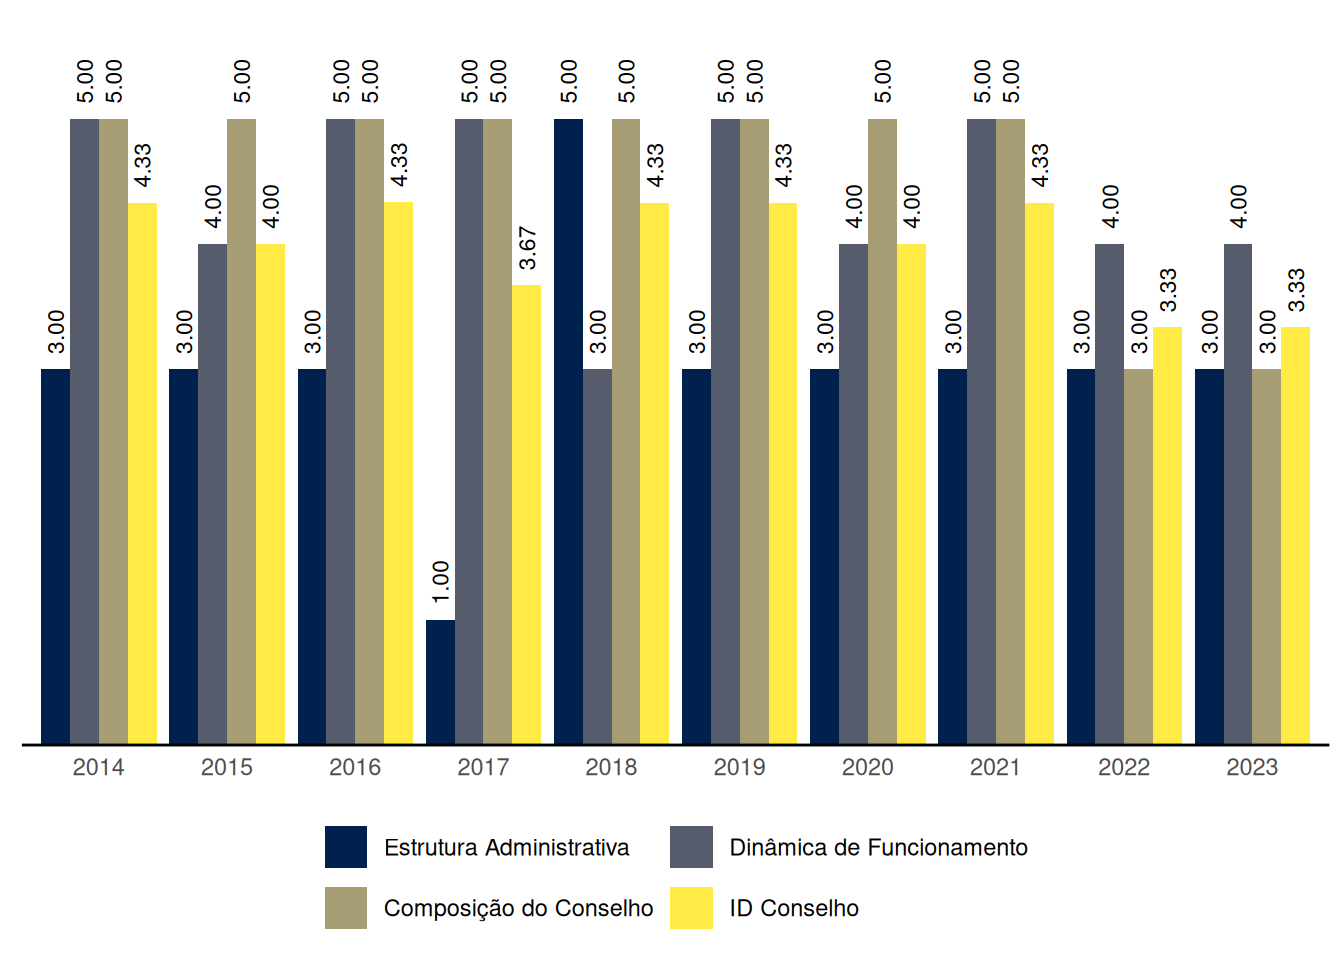 5.00 5.00 5.00 5.00 5.00 5.00 5.00 5.00 5.00 5.00 5.00 5.00 5.00 5.00
4.33 4.33 4.33 4.33 4.33
4.00 4.00 4.00 4.00 4.00 4.00
3.67
3.33 3.33
3.00 3.00 3.00 3.00 3.00 3.00 3.00 3.00 3.00 3.00 3.00
1.00
2014 2015 2016 2017 2018 2019 2020 2021 2022 2023
Estrutura Administrativa Dinâmica de Funcionamento
Composição do Conselho ID Conselho